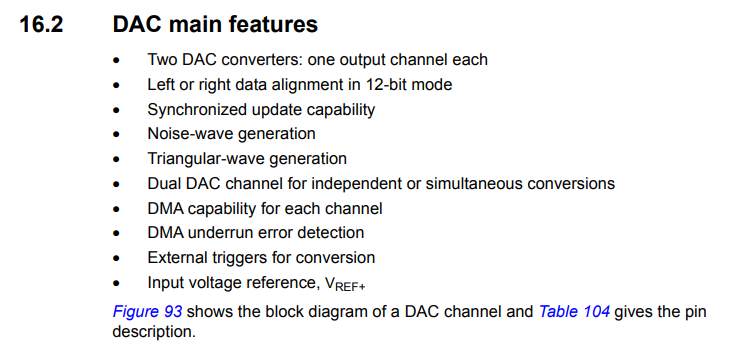 16.2 DAC main features
• Two DAC converters: one output channel each
• Left or right data alignment in 12-bit mode
• Synchronized update capability
• Noise-wave generation
• Triangular-wave generation
• Dual DAC channel for independent or simultaneous conversions
• DMA capability for each channel
• DMA underrun error detection
• External triggers for conversion
• Input voltage reference, VREF+
Figure 93 shows the block diagram of a DAC channel and Table 104 gives the pin
description.